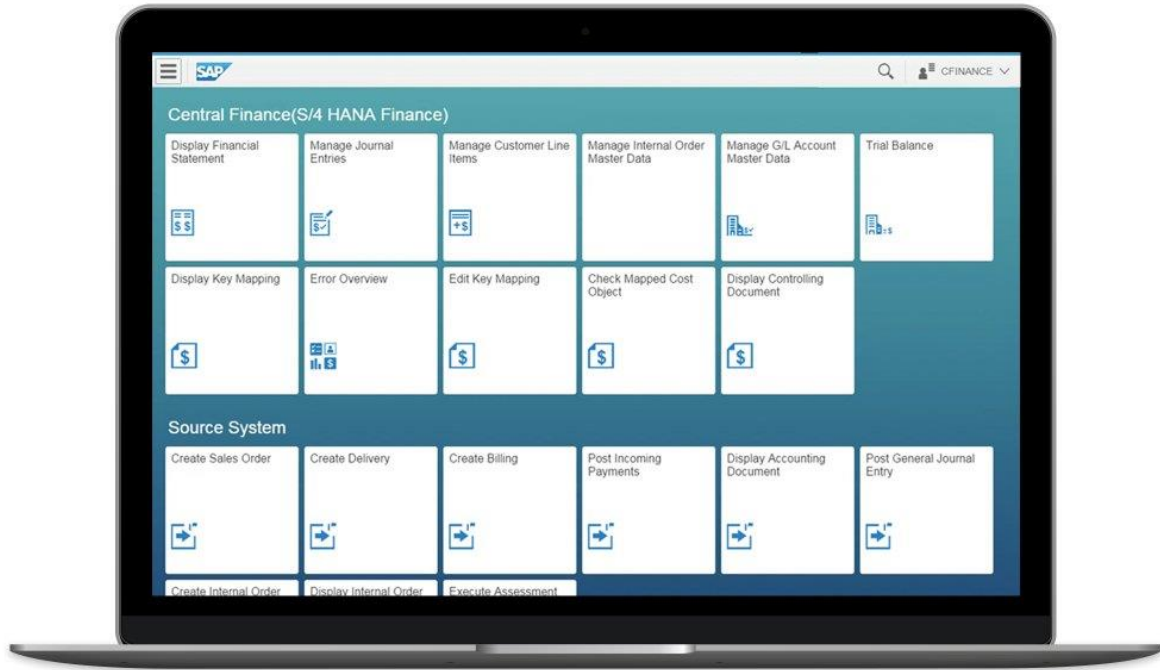 SAP
CFINANCE
Central Finance(S/4 HANA Finance)
Display Financial
Statement
Manage Journal
Entries
Manage Customer Line
Items
Manage Internal Order
Master Data
Manage G/L Account
Master Data
Trial Balance
Display Key Mapping
Error Overview
Edit Key Mapping
Check Mapped Cost
Object
Display Controlling
Document
Source System
Create Sales Order
Create Delivery
Create Billing
Post Incoming
Payments
Display Accounting
Document
Post General Journal
Entry
Create Internal Order
Display Internal Order
Execute Assessment